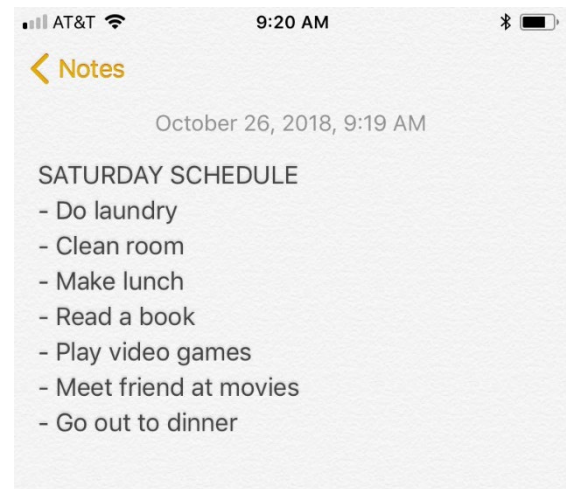 AT&T 9:20 AM
Notes
October 26, 2018, 9:19 AM
SATURDAY SCHEDULE
- Do laundry
- Clean room
- Make lunch
- Read a book
- Play video games
- Meet friend at movies
- Go out to dinner